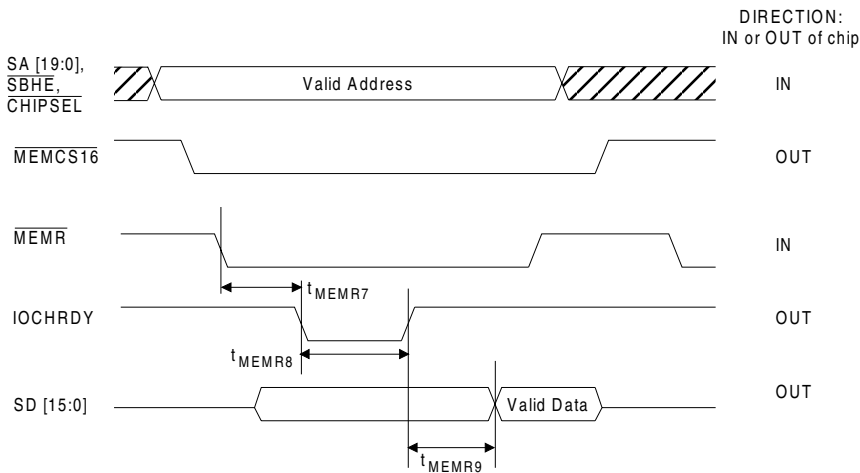 DIRECTION:
IN or OUT of chip
SA [19:0],
SBHE,
CHIPSEL
Valid Address
IN
MEMCS16
OUT
MEMR
IN
tMEMR7
IOCHRDY
OUT
tMEMR8
SD [15:0]
Valid Data
OUT
tMEMR9